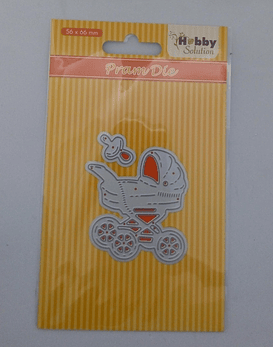 56 x 66 mm
Hobby
Solution
Pram Die